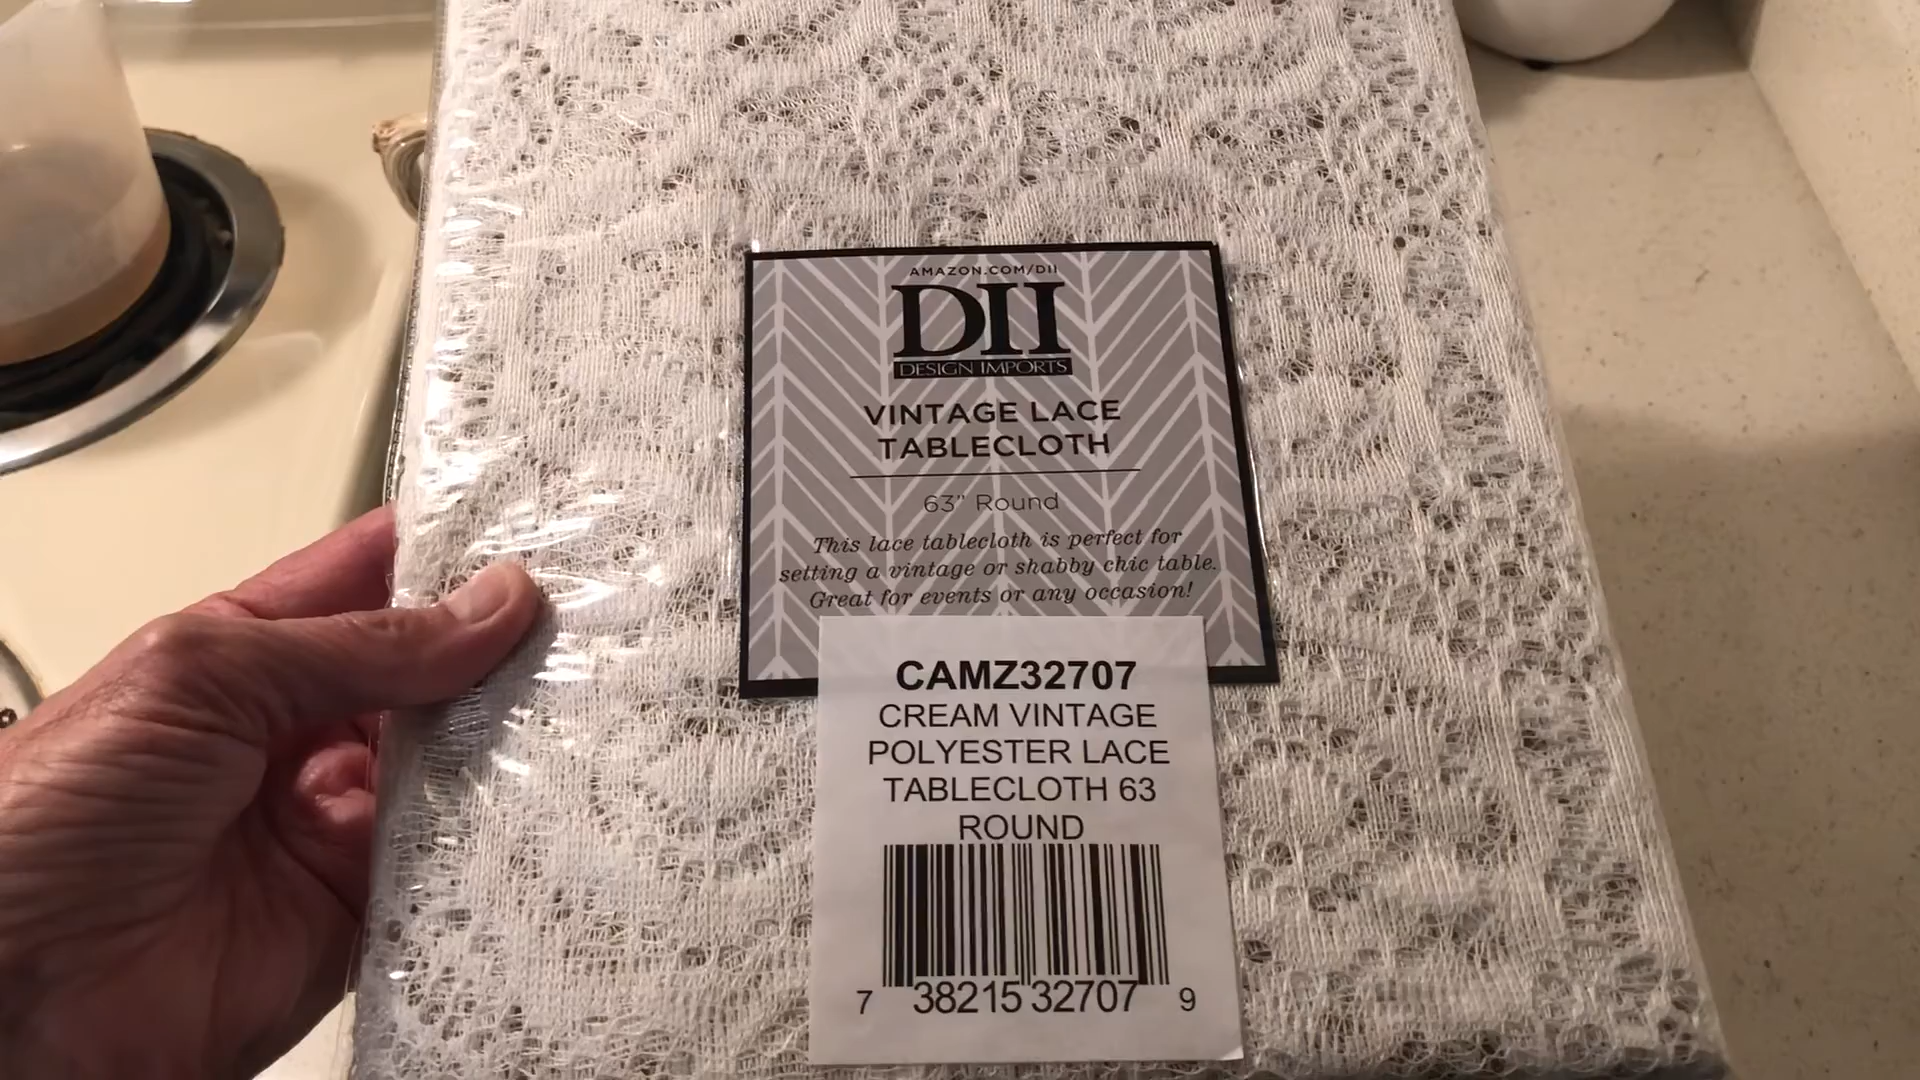 AMAZON.COM/DII
DII
DESIGN IMPORTS
VINTAGE LACE
TABLECLOTH
63" Round
This lace tablecloth is perfect for
setting a vintage or shabby chic table.
Great for events or any occasion!
CAMZ32707
CREAM VINTAGE
POLYESTER LACE
TABLECLOTH 63
ROUND
7 38215 32707 9